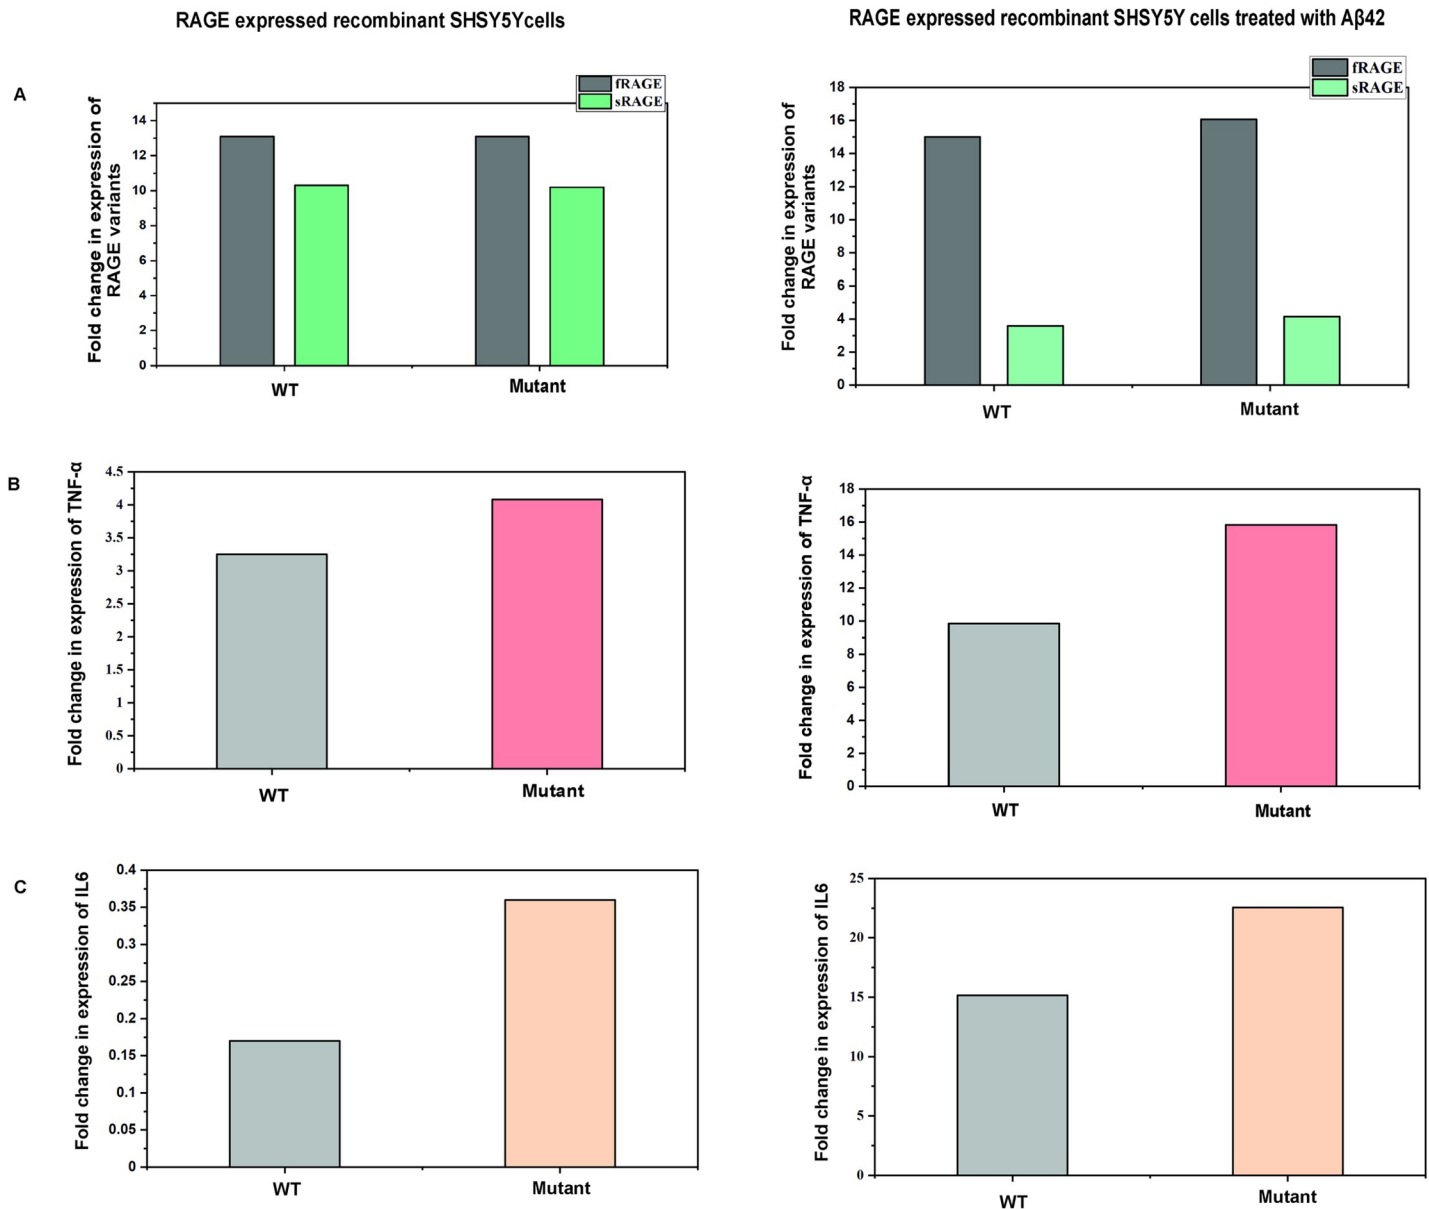 RAGE expressed recombinant SHSY5Ycells
RAGE expressed recombinant SHSY5Y cells treated with Aβ42
A
Fold change in expression of
RAGE variants
14
12
10
8
6
4
2
0
fRAGE
sRAGE
WT
Mutant
Fold change in expression of
RAGE variants
18
16
14
12
10
8
6
4
2
0
fRAGE
sRAGE
WT
Mutant
B
Fold change in expression of TNF-α
4.5
4
3.5
3
2.5
2
1.5
1
0.5
0
WT
Mutant
Fold change in expression of TNF-α
18
16
14
12
10
8
6
4
2
0
WT
Mutant
C
Fold change in expression of IL6
0.4
0.35
0.3
0.25
0.2
0.15
0.1
0.05
0
WT
Mutant
Fold change in expression of IL6
25
20
15
10
5
0
WT
Mutant